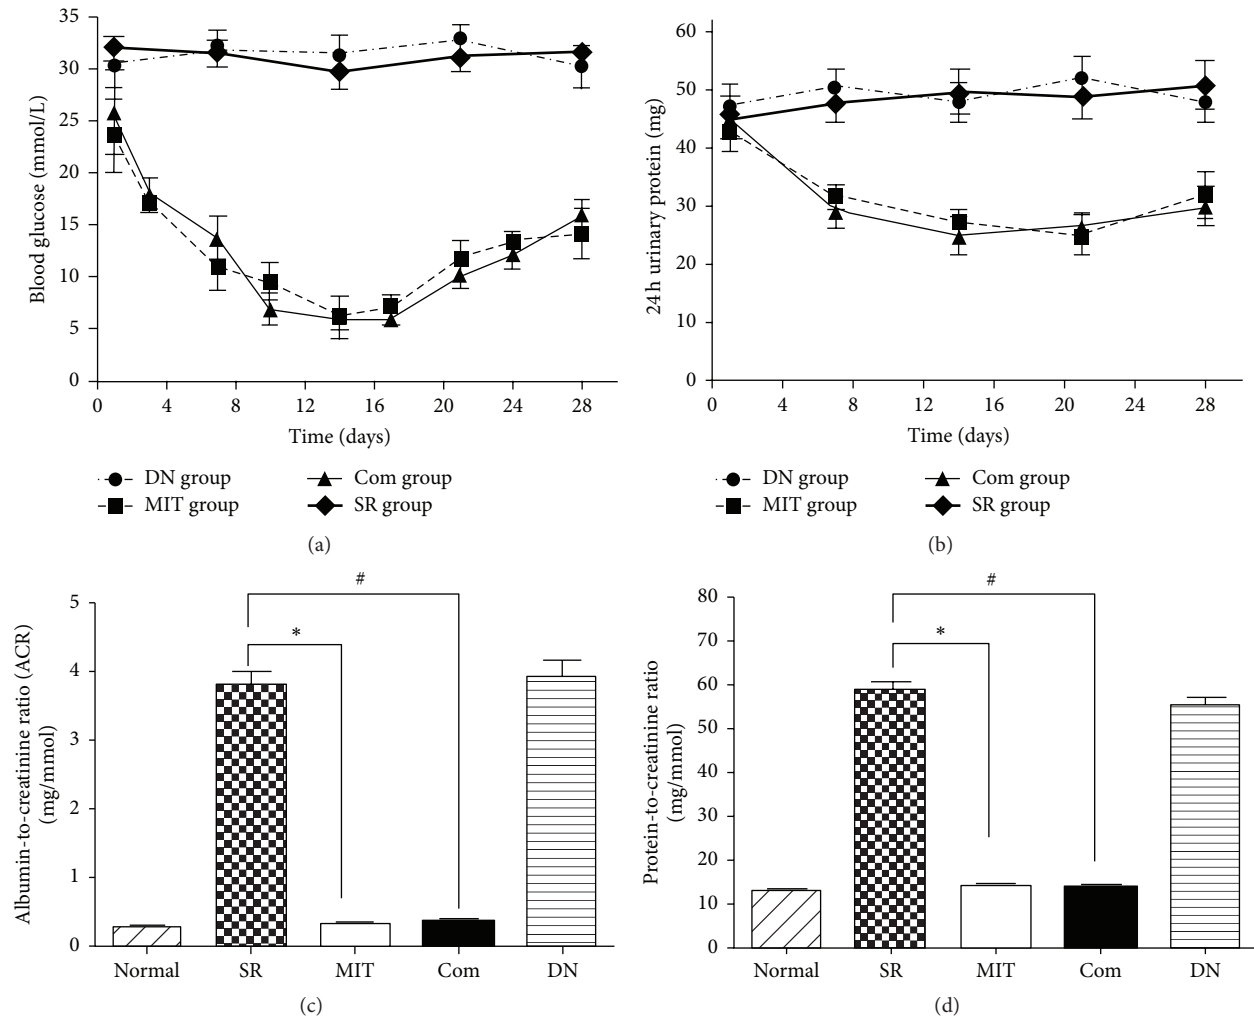 35
30
25
20
15
10
5
0
Blood glucose (mmol/L)
0 4 8 12 16 20 24 28
Time (days)
DN group
Com group
MIT group
SR group
(a)
60
50
40
30
20
10
0
24 h urinary protein (mg)
0 4 8 12 16 20 24 28
Time (days)
DN group
Com group
MIT group
SR group
(b)
5
4
3
2
1
0
Albumin-to-creatinine ratio (ACR)
(mg/mmol)
#
*
Normal SR MIT Com DN
(c)
80
70
60
50
40
30
20
10
0
Protein-to-creatinine ratio
(mg/mmol)
#
*
Normal SR MIT Com DN
(d)